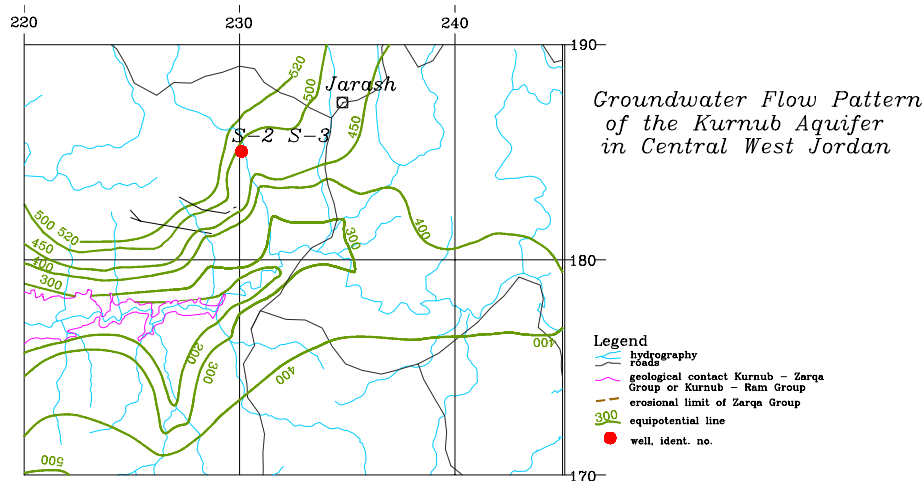 220
230
240
190
520
Jarash
500
450
Groundwater Flow Pattern
of the Kurnub Aquifer
in Central West Jordan
S-2 S-3
500 520
450
400
300
400
300
180
200
300
400
400
500
170
Legend
hydrography
roads
geological contact Kurnub - Zarqa
Group or Kurnub - Ram Group
erosional limit of Zarqa Group
300 equipotential line
well, ident. no.